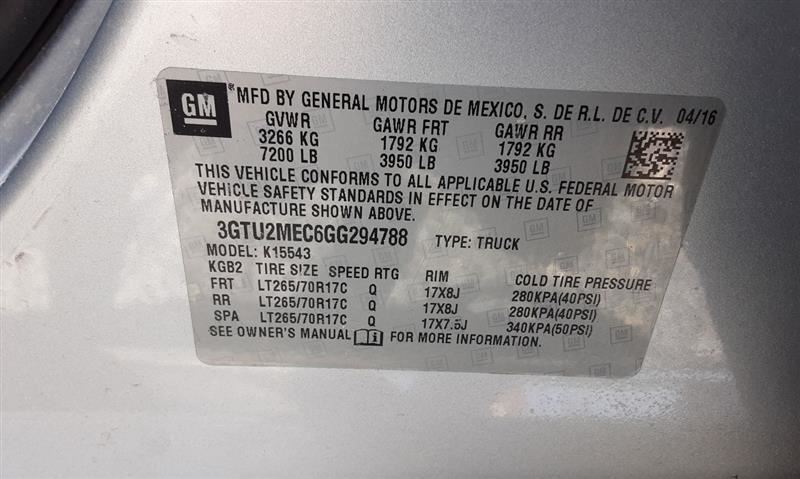 GM
® MFD BY GENERAL MOTORS DE MEXICO, S. DE R.L. DE C.V. 04/16
GVWR GAWR FRT GAWR RR
3266 KG 1792 KG 1792 KG
7200 LB 3950 LB 3950 LB
THIS VEHICLE CONFORMS TO ALL APPLICABLE U.S. FEDERAL MOTOR
VEHICLE SAFETY STANDARDS IN EFFECT ON THE DATE OF
MANUFACTURE SHOWN ABOVE.
3GTU2MEC6GG294788 TYPE: TRUCK
MODEL: K15543
KGB2 TIRE SIZE SPEED RTG RIM COLD TIRE PRESSURE
FRT LT265/70R17C Q 17X8J 280KPA(40PSI)
RR LT265/70R17C Q 17X8J 280KPA(40PSI)
SPA LT265/70R17C Q 17X7.5J 340KPA(50PSI)
SEE OWNER'S MANUAL FOR MORE INFORMATION.